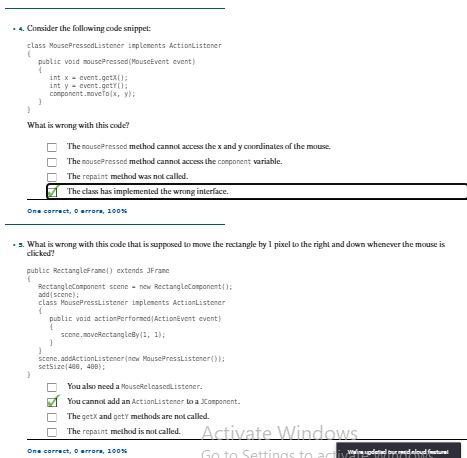 4. Consider the following code snippet:
class MousePressedListener implements ActionListener
{
public void mousePressed(MouseEvent event)
{
int x = event.getX();
int y = event.getY();
component.moveTo(x, y);
}
}
What is wrong with this code?
The mousePressed method cannot access the x and y coordinates of the mouse.
The mousePressed method cannot access the component variable.
The repaint method was not called.
The class has implemented the wrong interface.
One correct, 0 errors, 100%
5. What is wrong with this code that is supposed to move the rectangle by 1 pixel to the right and down whenever the mouse is
clicked?
public RectangleFrame() extends JFrame
{
RectangleComponent scene = new RectangleComponent();
add(scene);
class MousePressListener implements ActionListener
{
public void actionPerformed(ActionEvent event)
{
scene.moveRectangleBy(1, 1);
}
}
scene.addActionListener(new MousePressListener());
setSize(400, 400);
}
You also need a MouseReleasedListener.
You cannot add an ActionListener to a JComponent.
The getX and getY methods are not called.
The repaint method is not called.
Activate Windows
One correct, 0 errors, 100%
Go to Settings to activate Windows
We've updated our read aloud feature!